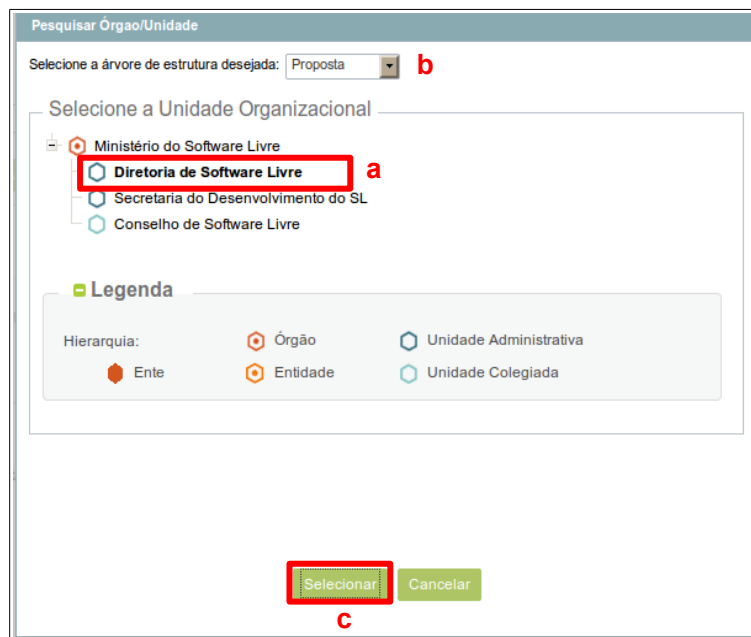 Pesquisar Órgao/Unidade
Selecione a árvore de estrutura desejada: Proposta b
Selecione a Unidade Organizacional
Ministério do Software Livre
Diretoria de Software Livre a
Secretaria do Desenvolvimento do SL
Conselho de Software Livre
Legenda
Hierarquia: Órgão Unidade Administrativa
Ente Entidade Unidade Colegiada
Selecionar Cancelar
c